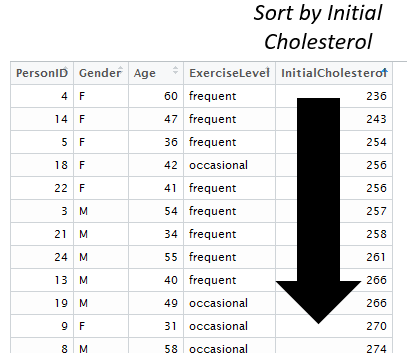 Sort by Initial
Cholesterol
PersonID Gender Age ExerciseLevel InitialCholesterol
4 F 60 frequent 236
14 F 47 frequent 243
5 F 36 frequent 254
18 F 42 occasional 256
22 F 41 frequent 256
3 M 54 frequent 257
21 M 34 frequent 258
24 M 55 frequent 261
13 M 40 frequent 266
19 M 49 occasional 266
9 F 31 occasional 270
8 M 58 occasional 274